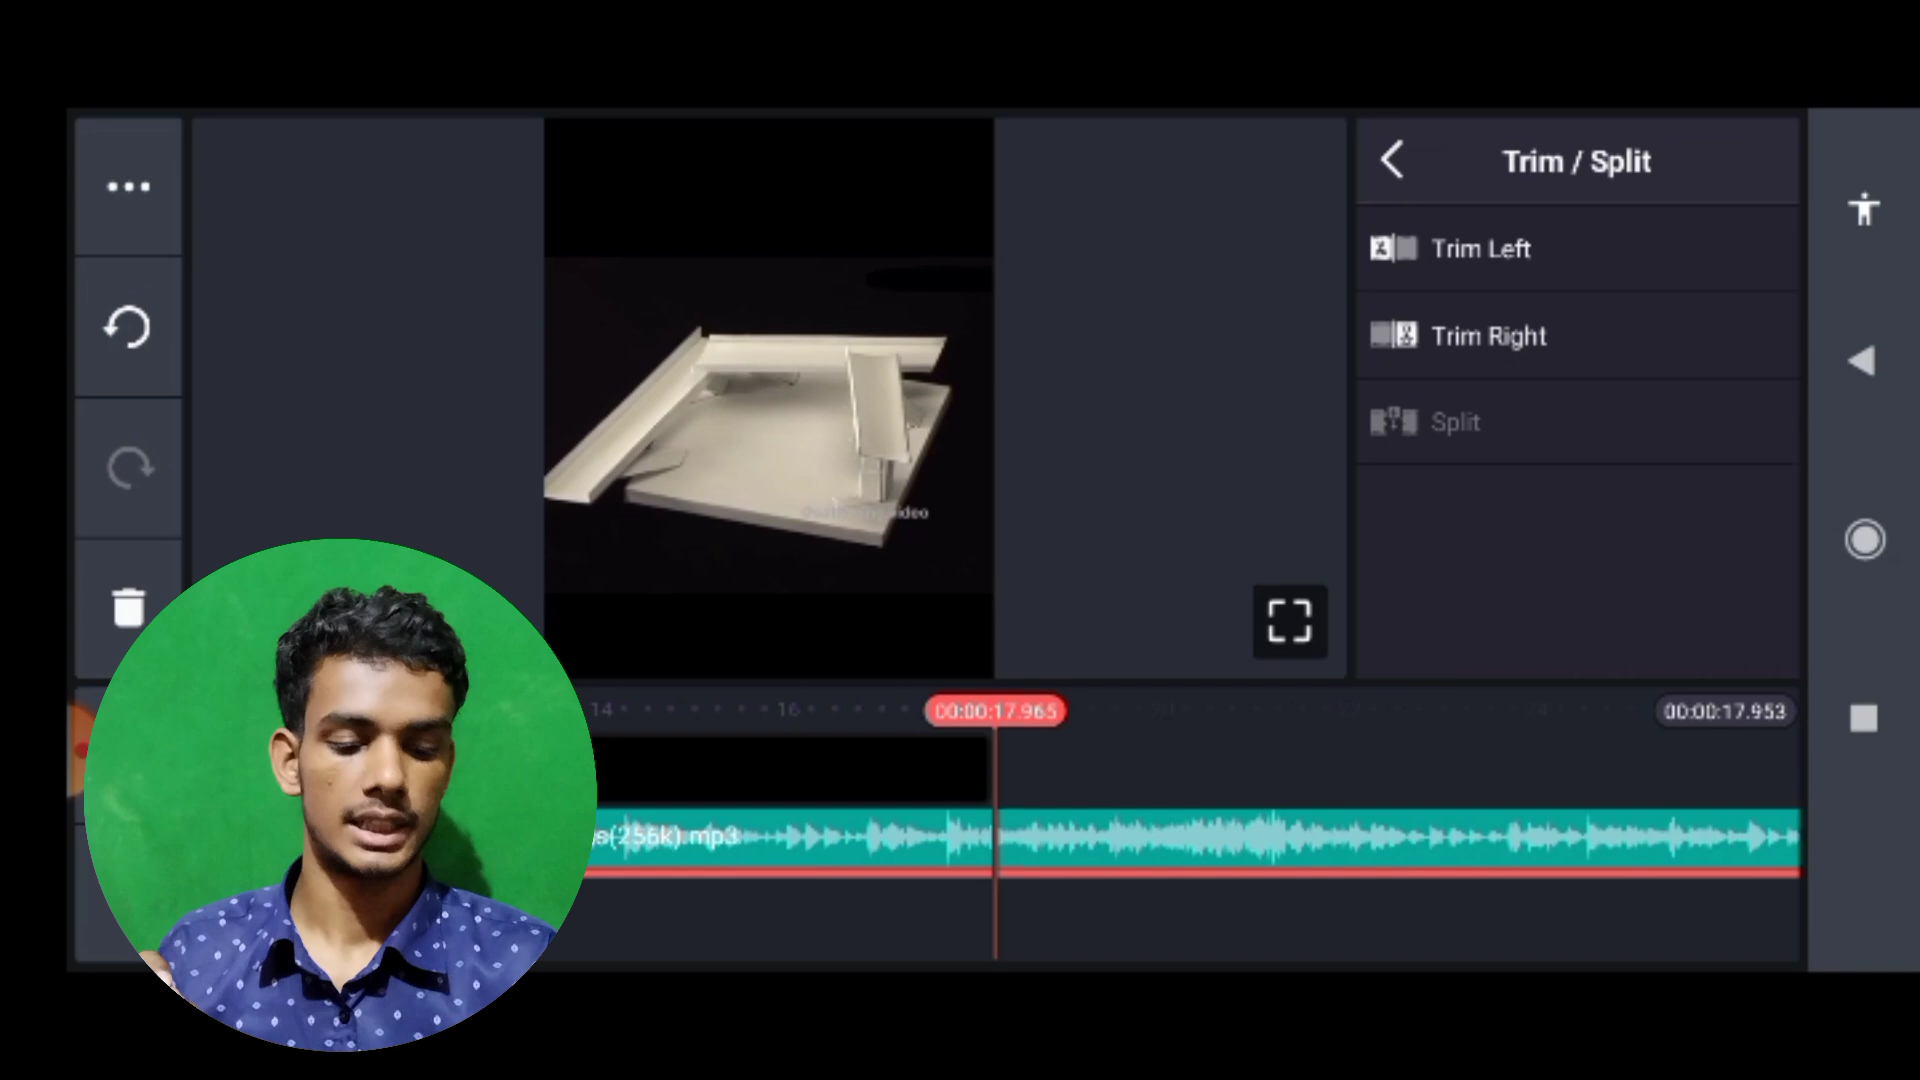 Trim / Split
Trim Left
Trim Right
Split
14
16
00:00:17.965
00:00:17.953
s(256k).mp3